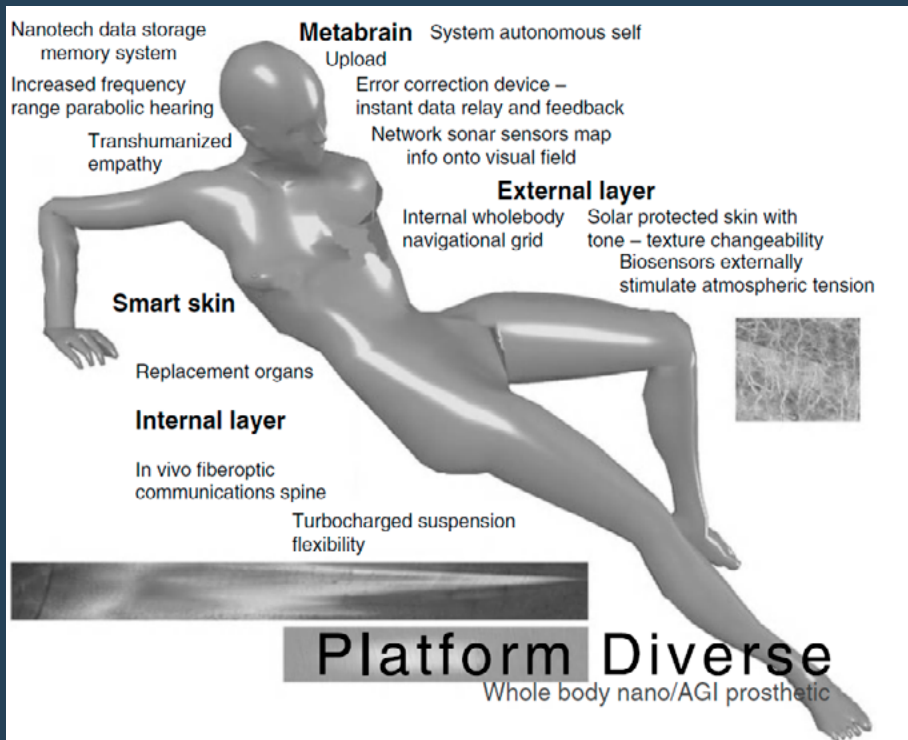 Nanotech data storage
memory system
Increased frequency
range parabolic hearing
Transhumanized
empathy
Metabrain
System autonomous self
Upload
Error correction device –
instant data relay and feedback
Network sonar sensors map
info onto visual field
External layer
Internal wholebody
navigational grid
Solar protected skin with
tone – texture changeability
Biosensors externally
stimulate atmospheric tension
Smart skin
Replacement organs
Internal layer
In vivo fiberoptic
communications spine
Turbocharged suspension
flexibility
Platform Diverse
Whole body nano/AGI prosthetic